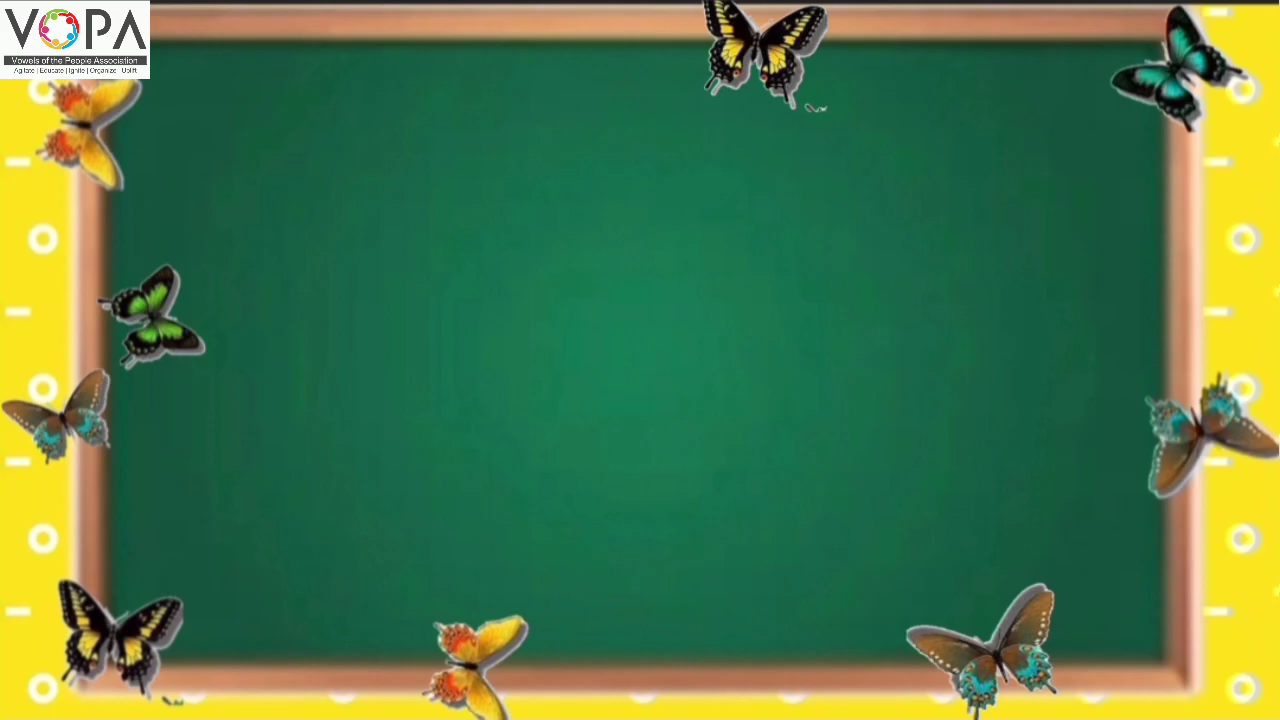 VOPA
Vowels of the People Association
Agitate | Educate | Ignite | Organize | Uplift